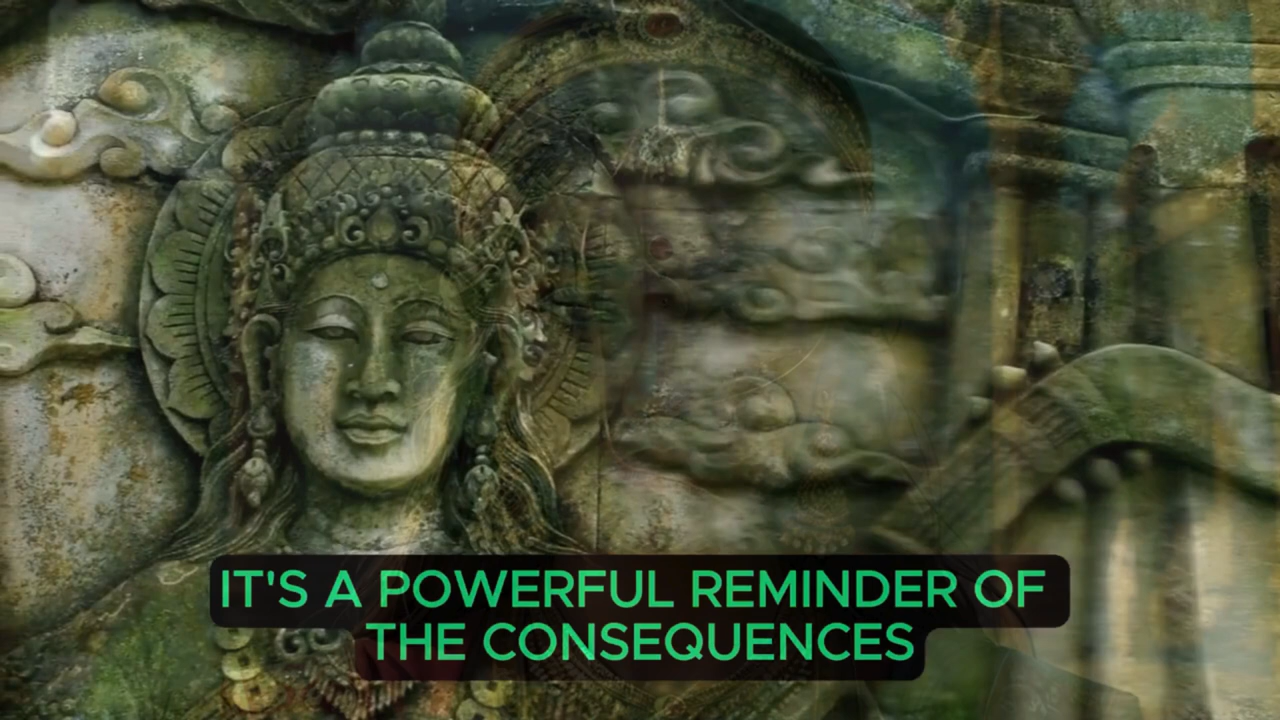 IT'S A POWERFUL REMINDER OF
THE CONSEQUENCES